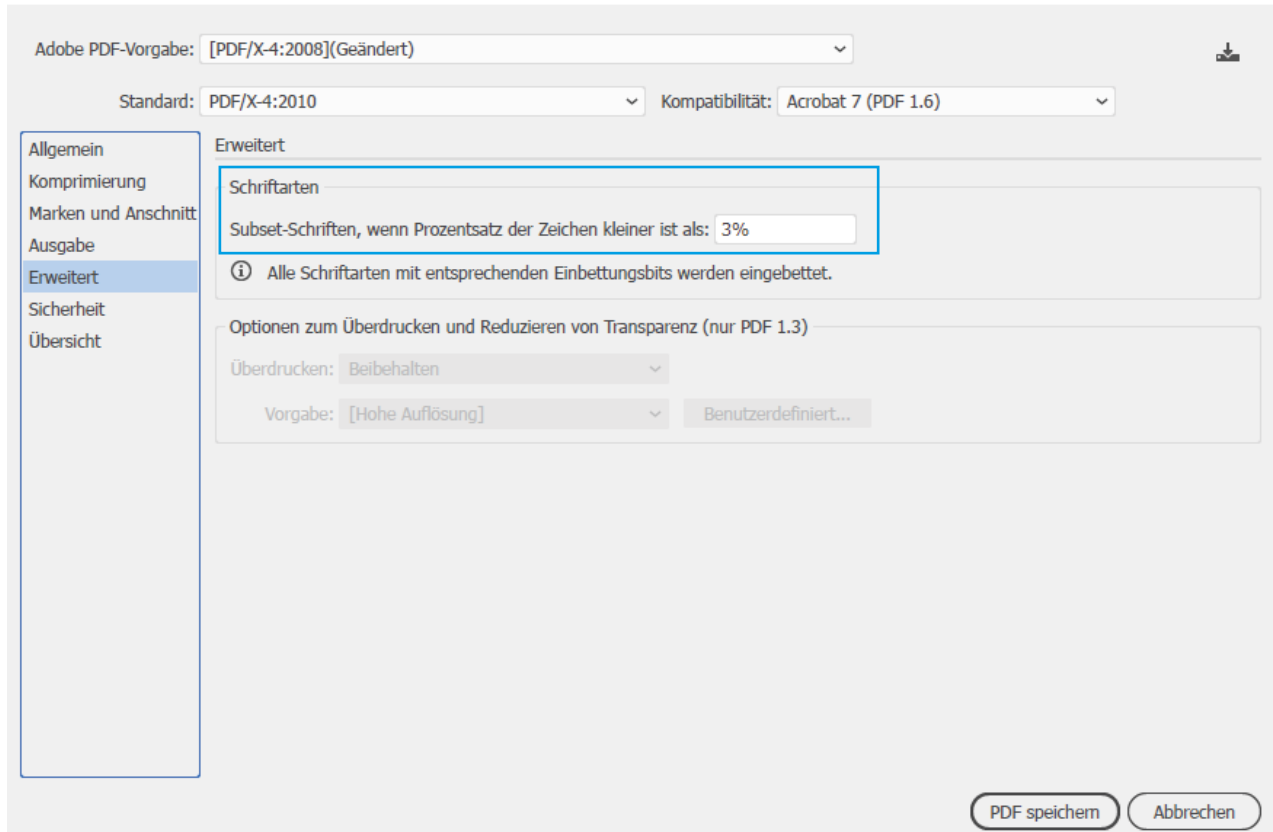 Adobe PDF-Vorgabe: [PDF/X-4:2008](Geändert)
Standard: PDF/X-4:2010 Kompatibilität: Acrobat 7 (PDF 1.6)
Allgemein
Komprimierung
Marken und Anschnitt
Ausgabe
Erweitert
Sicherheit
Übersicht
Erweitert
Schriftarten
Subset-Schriften, wenn Prozentsatz der Zeichen kleiner ist als: 3%
Alle Schriftarten mit entsprechenden Einbettungsbits werden eingebettet.
Optionen zum Überdrucken und Reduzieren von Transparenz (nur PDF 1.3)
Überdrucken: Beibehalten
Vorgabe: [Hohe Auflösung] Benutzerdefiniert...
PDF speichern Abbrechen